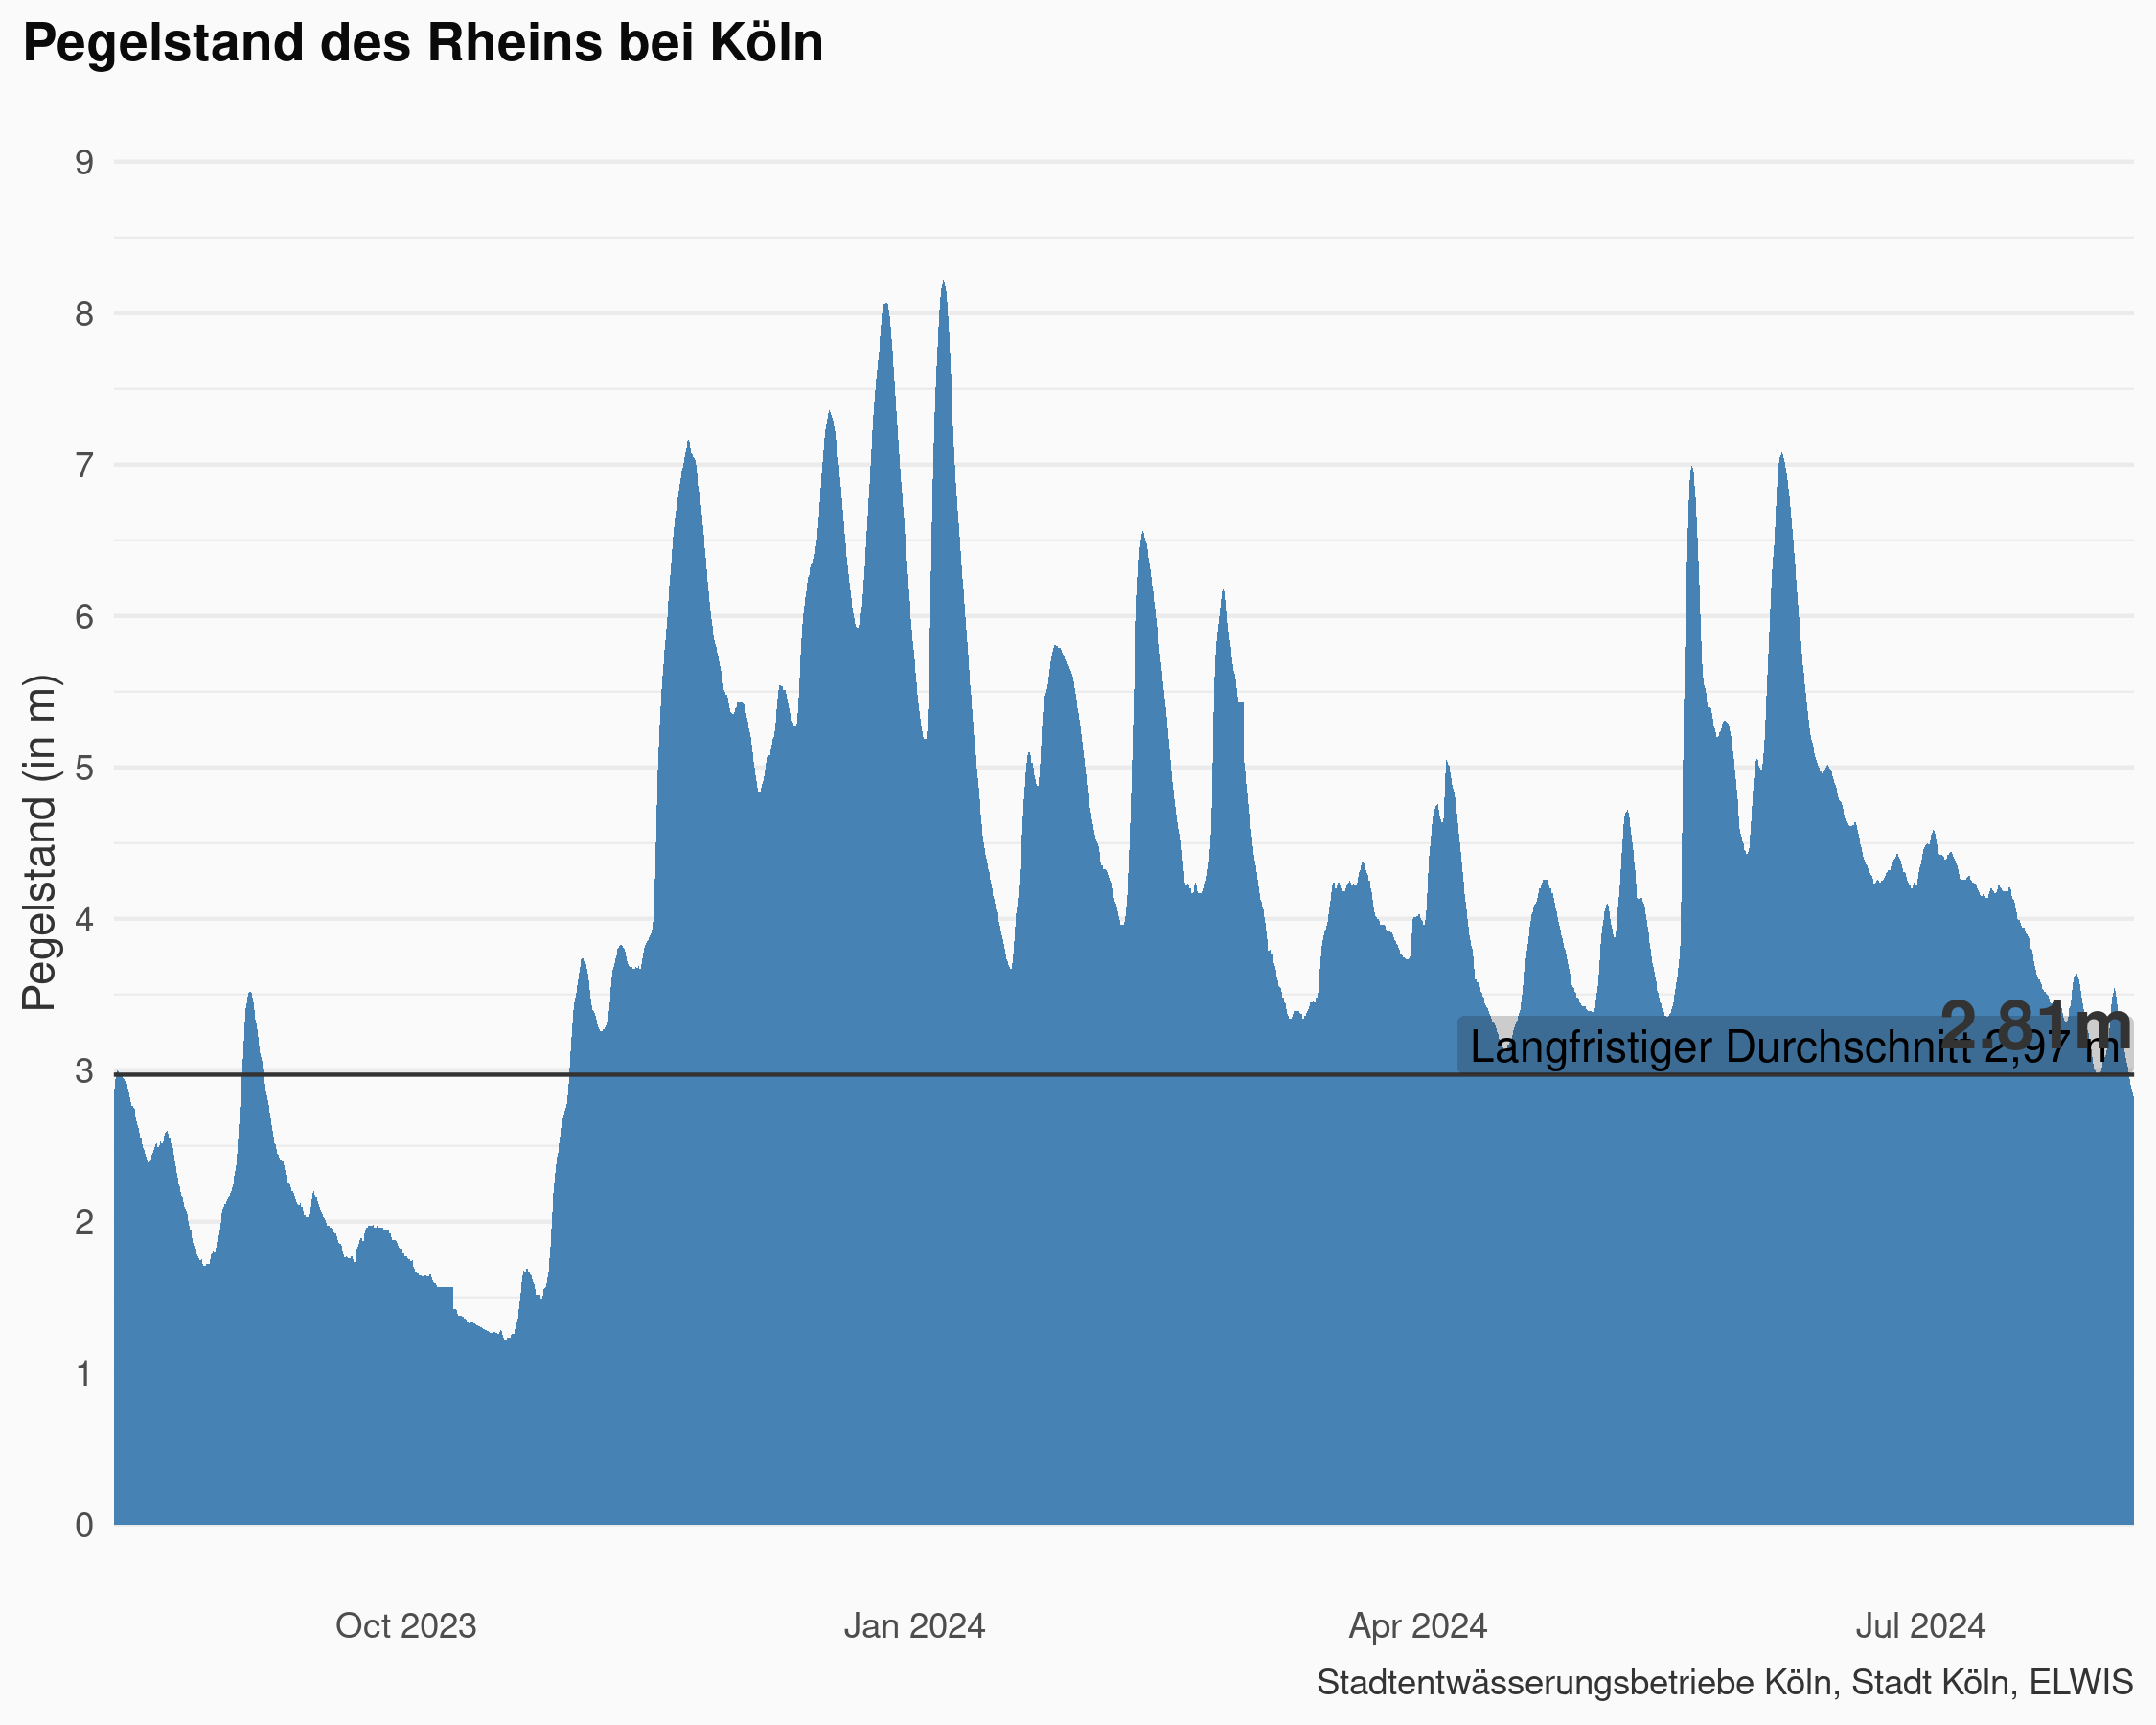 Pegelstand des Rheins bei Köln
Pegelstand (in m)
9
8
7
6
5
4
3
2
1
0
2.81m
Langfristiger Durchschnitt 2,97 m
Oct 2023
Jan 2024
Apr 2024
Jul 2024
Stadtentwässerungsbetriebe Köln, Stadt Köln, ELWIS